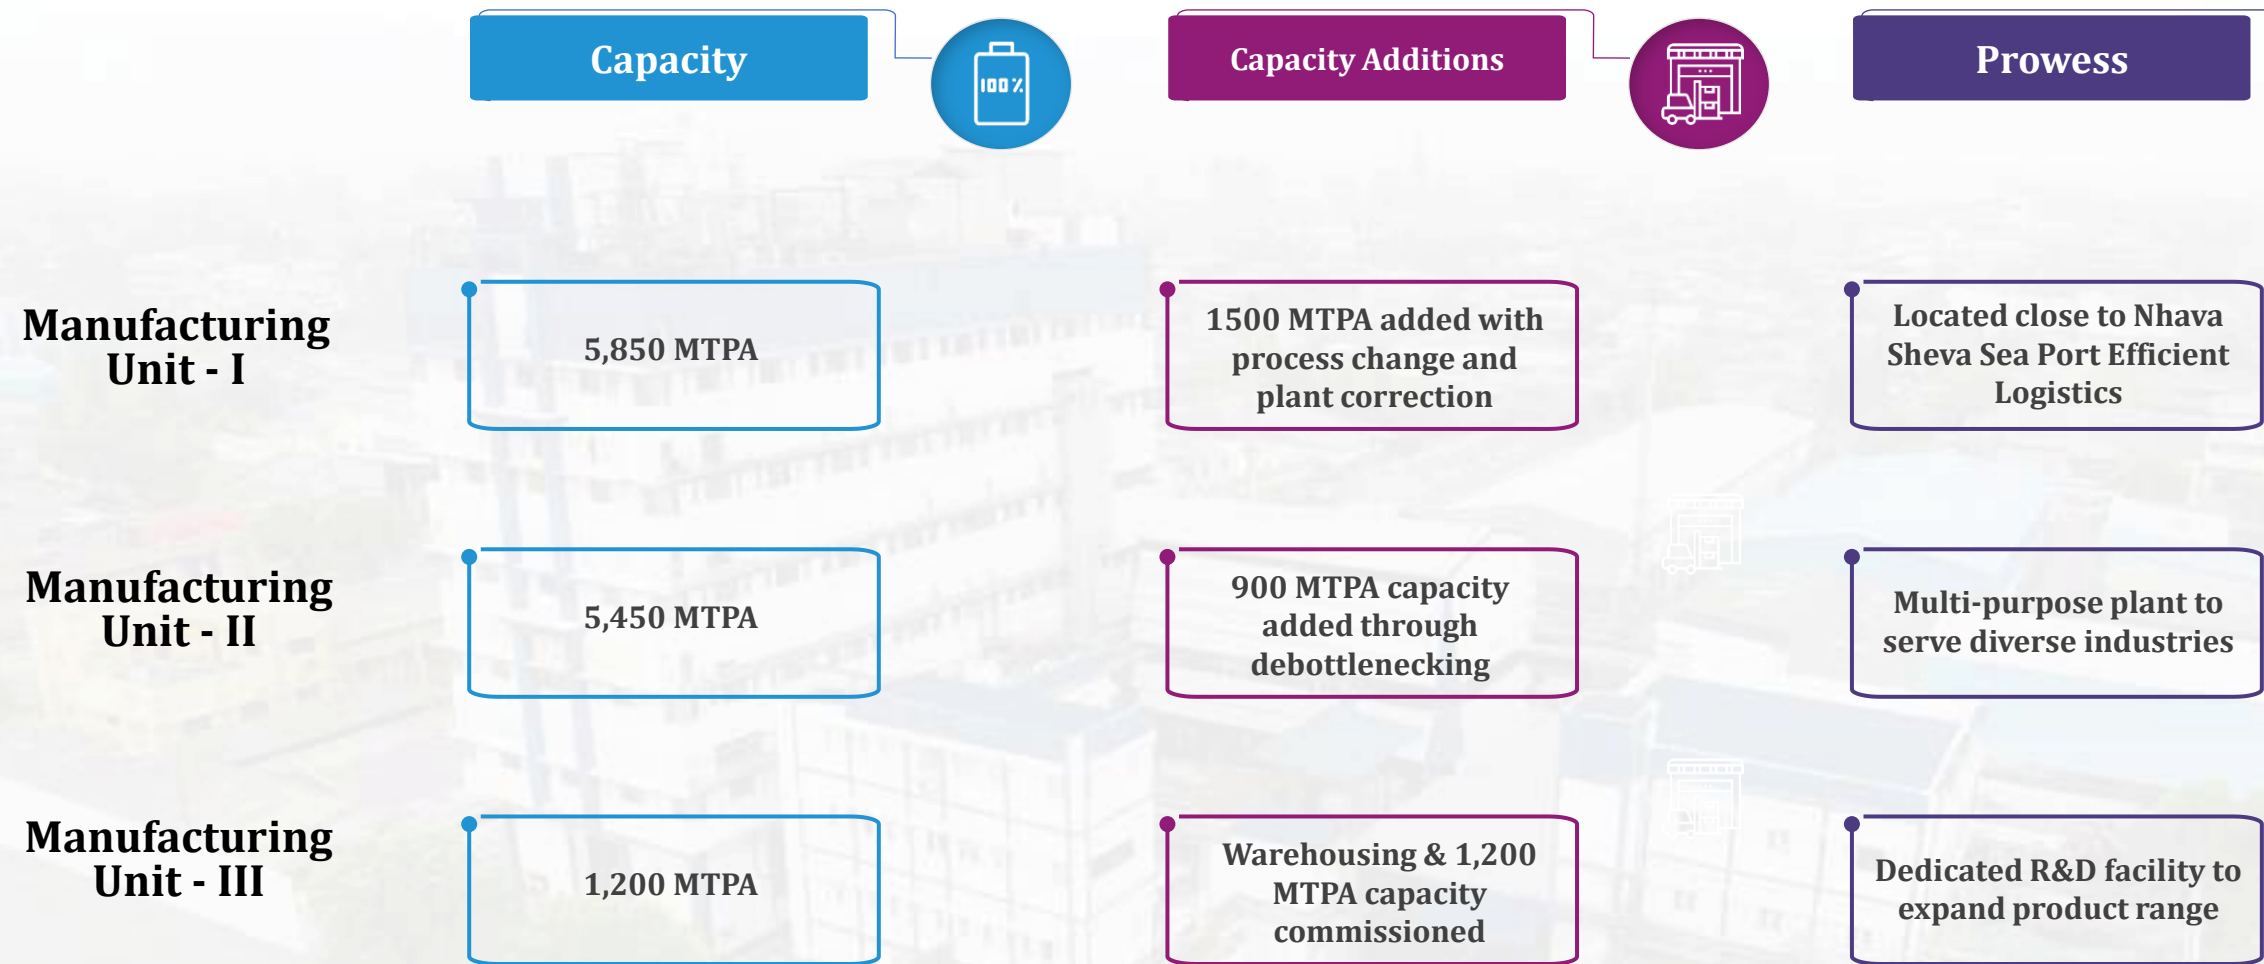 Capacity
100 %
Capacity Additions
Prowess
Manufacturing
Unit - I
5,850 MTPA
1500 MTPA added with
process change and
plant correction
Located close to Nhava
Sheva Sea Port Efficient
Logistics
Manufacturing
Unit - II
5,450 MTPA
900 MTPA capacity
added through
debottlenecking
Multi-purpose plant to
serve diverse industries
Manufacturing
Unit - III
1,200 MTPA
Warehousing & 1,200
MTPA capacity
commissioned
Dedicated R&D facility to
expand product range